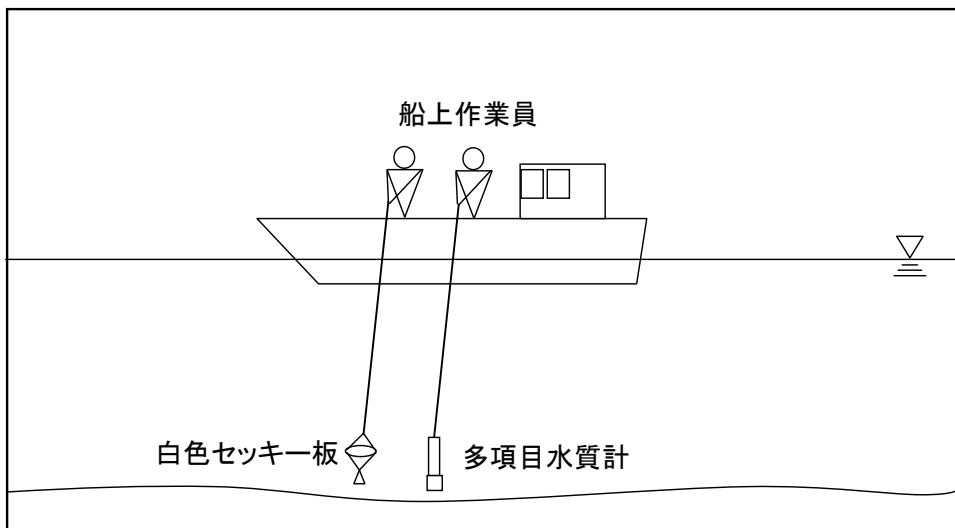 船上作業員
白色セッキー板
多項目水質計